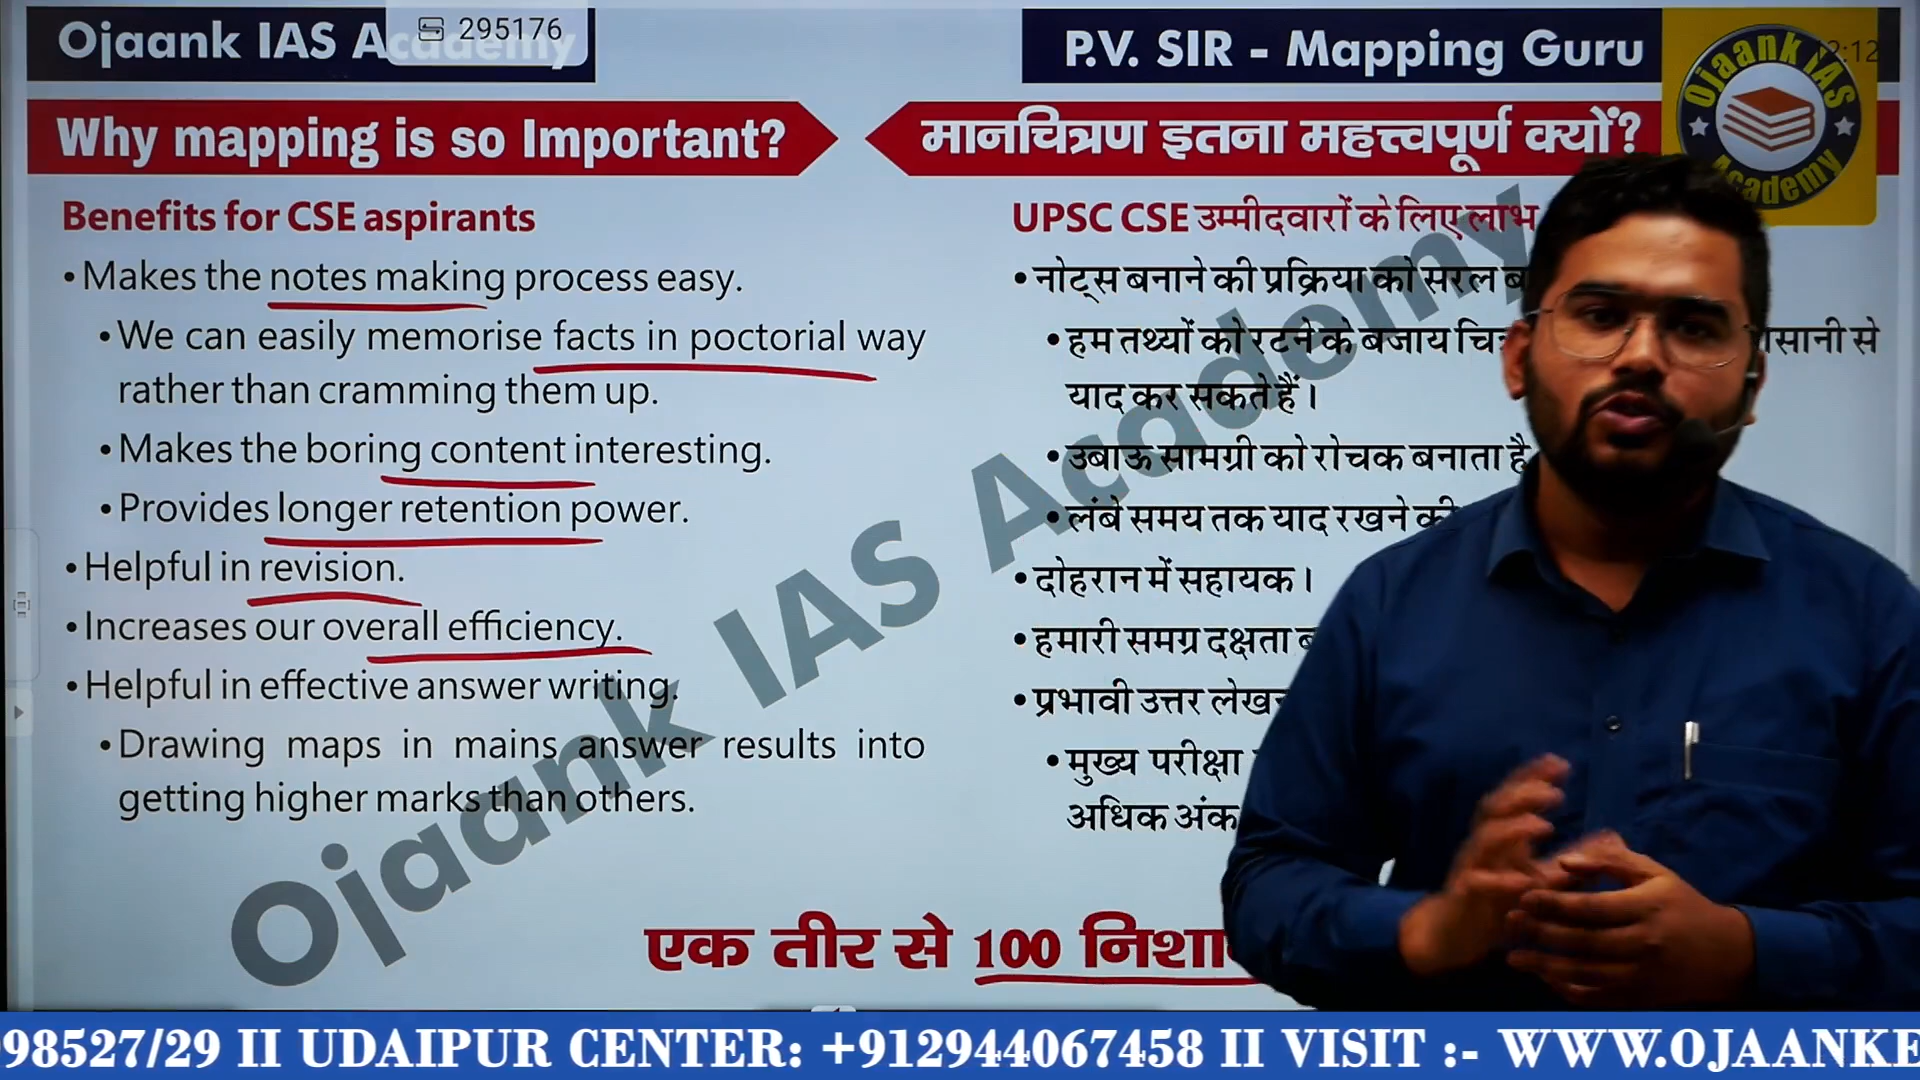 Ojaank IAS Academy
295176
P.V. SIR - Mapping Guru
Ojaank IAS Academy
Why mapping is so Important?
मानचित्रण इतना महत्त्वपूर्ण क्यों?
Benefits for CSE aspirants
• Makes the notes making process easy.
• We can easily memorise facts in poctorial way
rather than cramming them up.
• Makes the boring content interesting.
• Provides longer retention power.
• Helpful in revision.
• Increases our overall efficiency.
• Helpful in effective answer writing.
• Drawing maps in mains answer results into
getting higher marks than others.
UPSC CSE उम्मीदवारों के लिए लाभ
• नोट्स बनाने की प्रक्रिया को सरल
• हम तथ्यों को रटने के बजाय
याद कर सकते हैं।
• उबाऊ सामग्री को रोचक बनाता है
• लंबे समय तक याद रखने की
• दोहरान में सहायक।
• हमारी समग्र दक्षता
• प्रभावी उत्तर
• मुख्य परीक्षा
अधिक अंक
एक तीर से 100
Ojaank IAS Academy
98527/29 II UDAIPUR CENTER: +912944067458 II VISIT :- WWW.OJAANKE